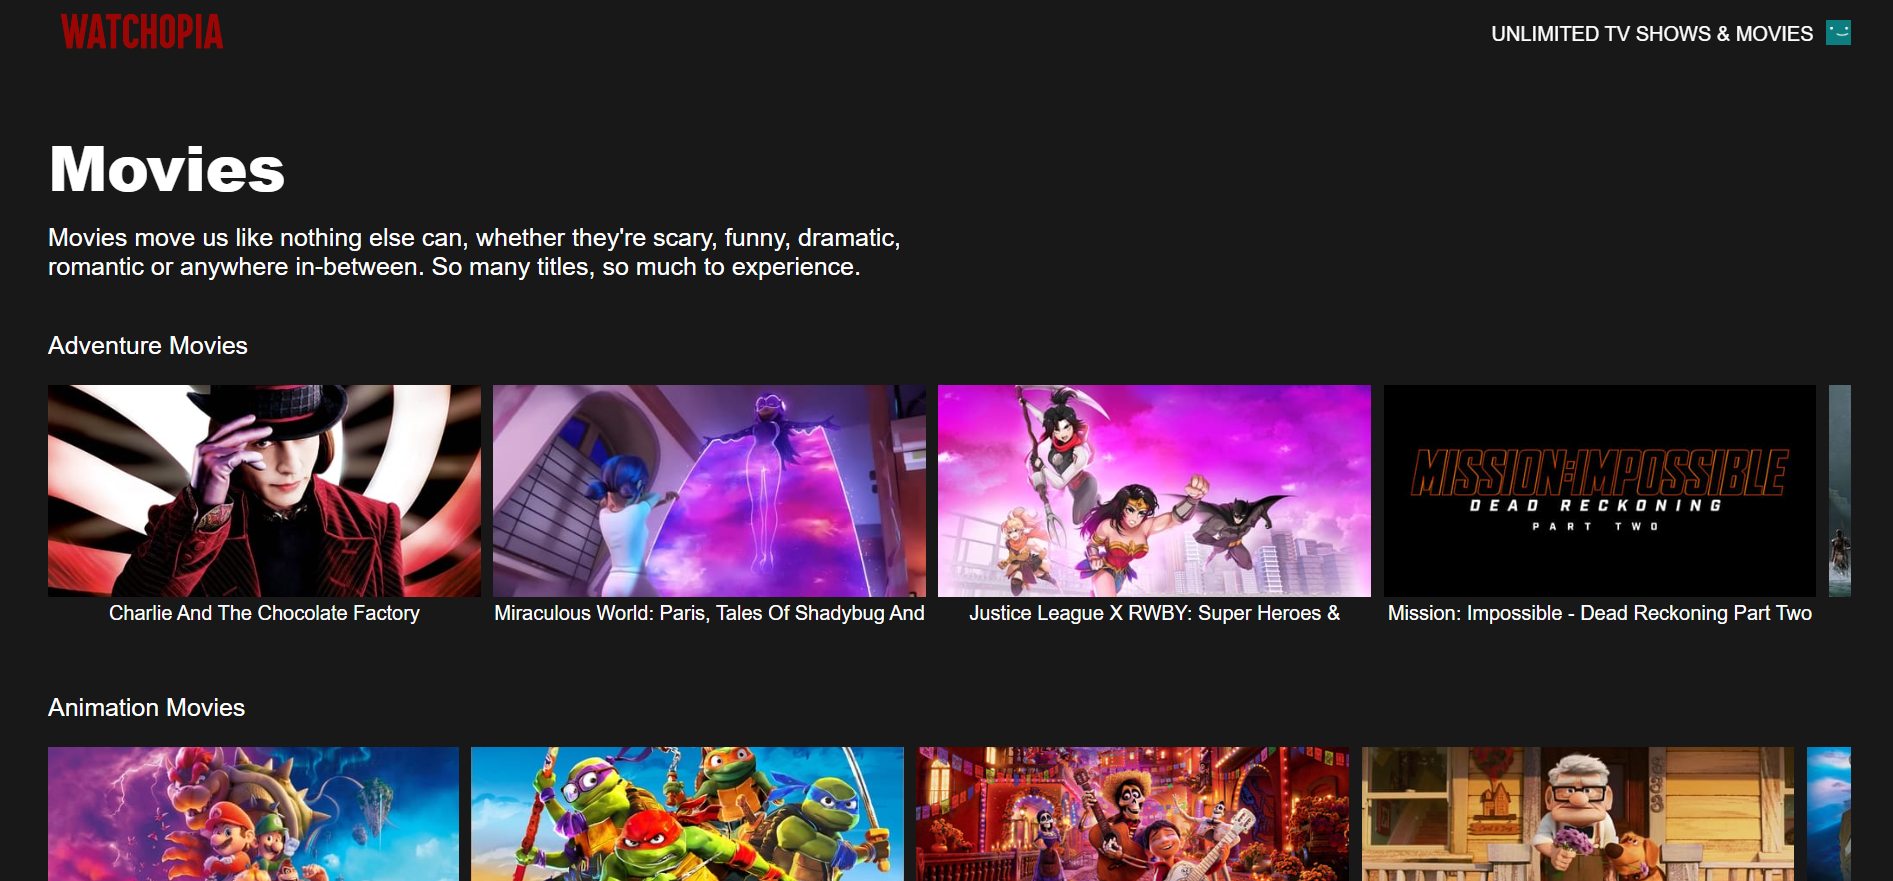 WATCHOPIA
UNLIMITED TV SHOWS & MOVIES
Movies
Movies move us like nothing else can, whether they're scary, funny, dramatic,
romantic or anywhere in-between. So many titles, so much to experience.
Adventure Movies
MISSION:IMPOSSIBLE
DEAD RECKONING
PART TWO
Charlie And The Chocolate Factory
Miraculous World: Paris, Tales Of Shadybug And
Justice League X RWBY: Super Heroes &
Mission: Impossible - Dead Reckoning Part Two
Animation Movies